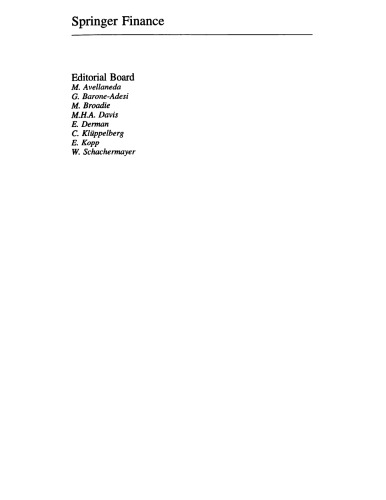 Springer Finance
Editorial Board
M. Avellaneda
G. Barone-Adesi
M. Broadie
M.H.A. Davis
E. Derman
C. Klüppelberg
E. Kopp
W. Schachermayer